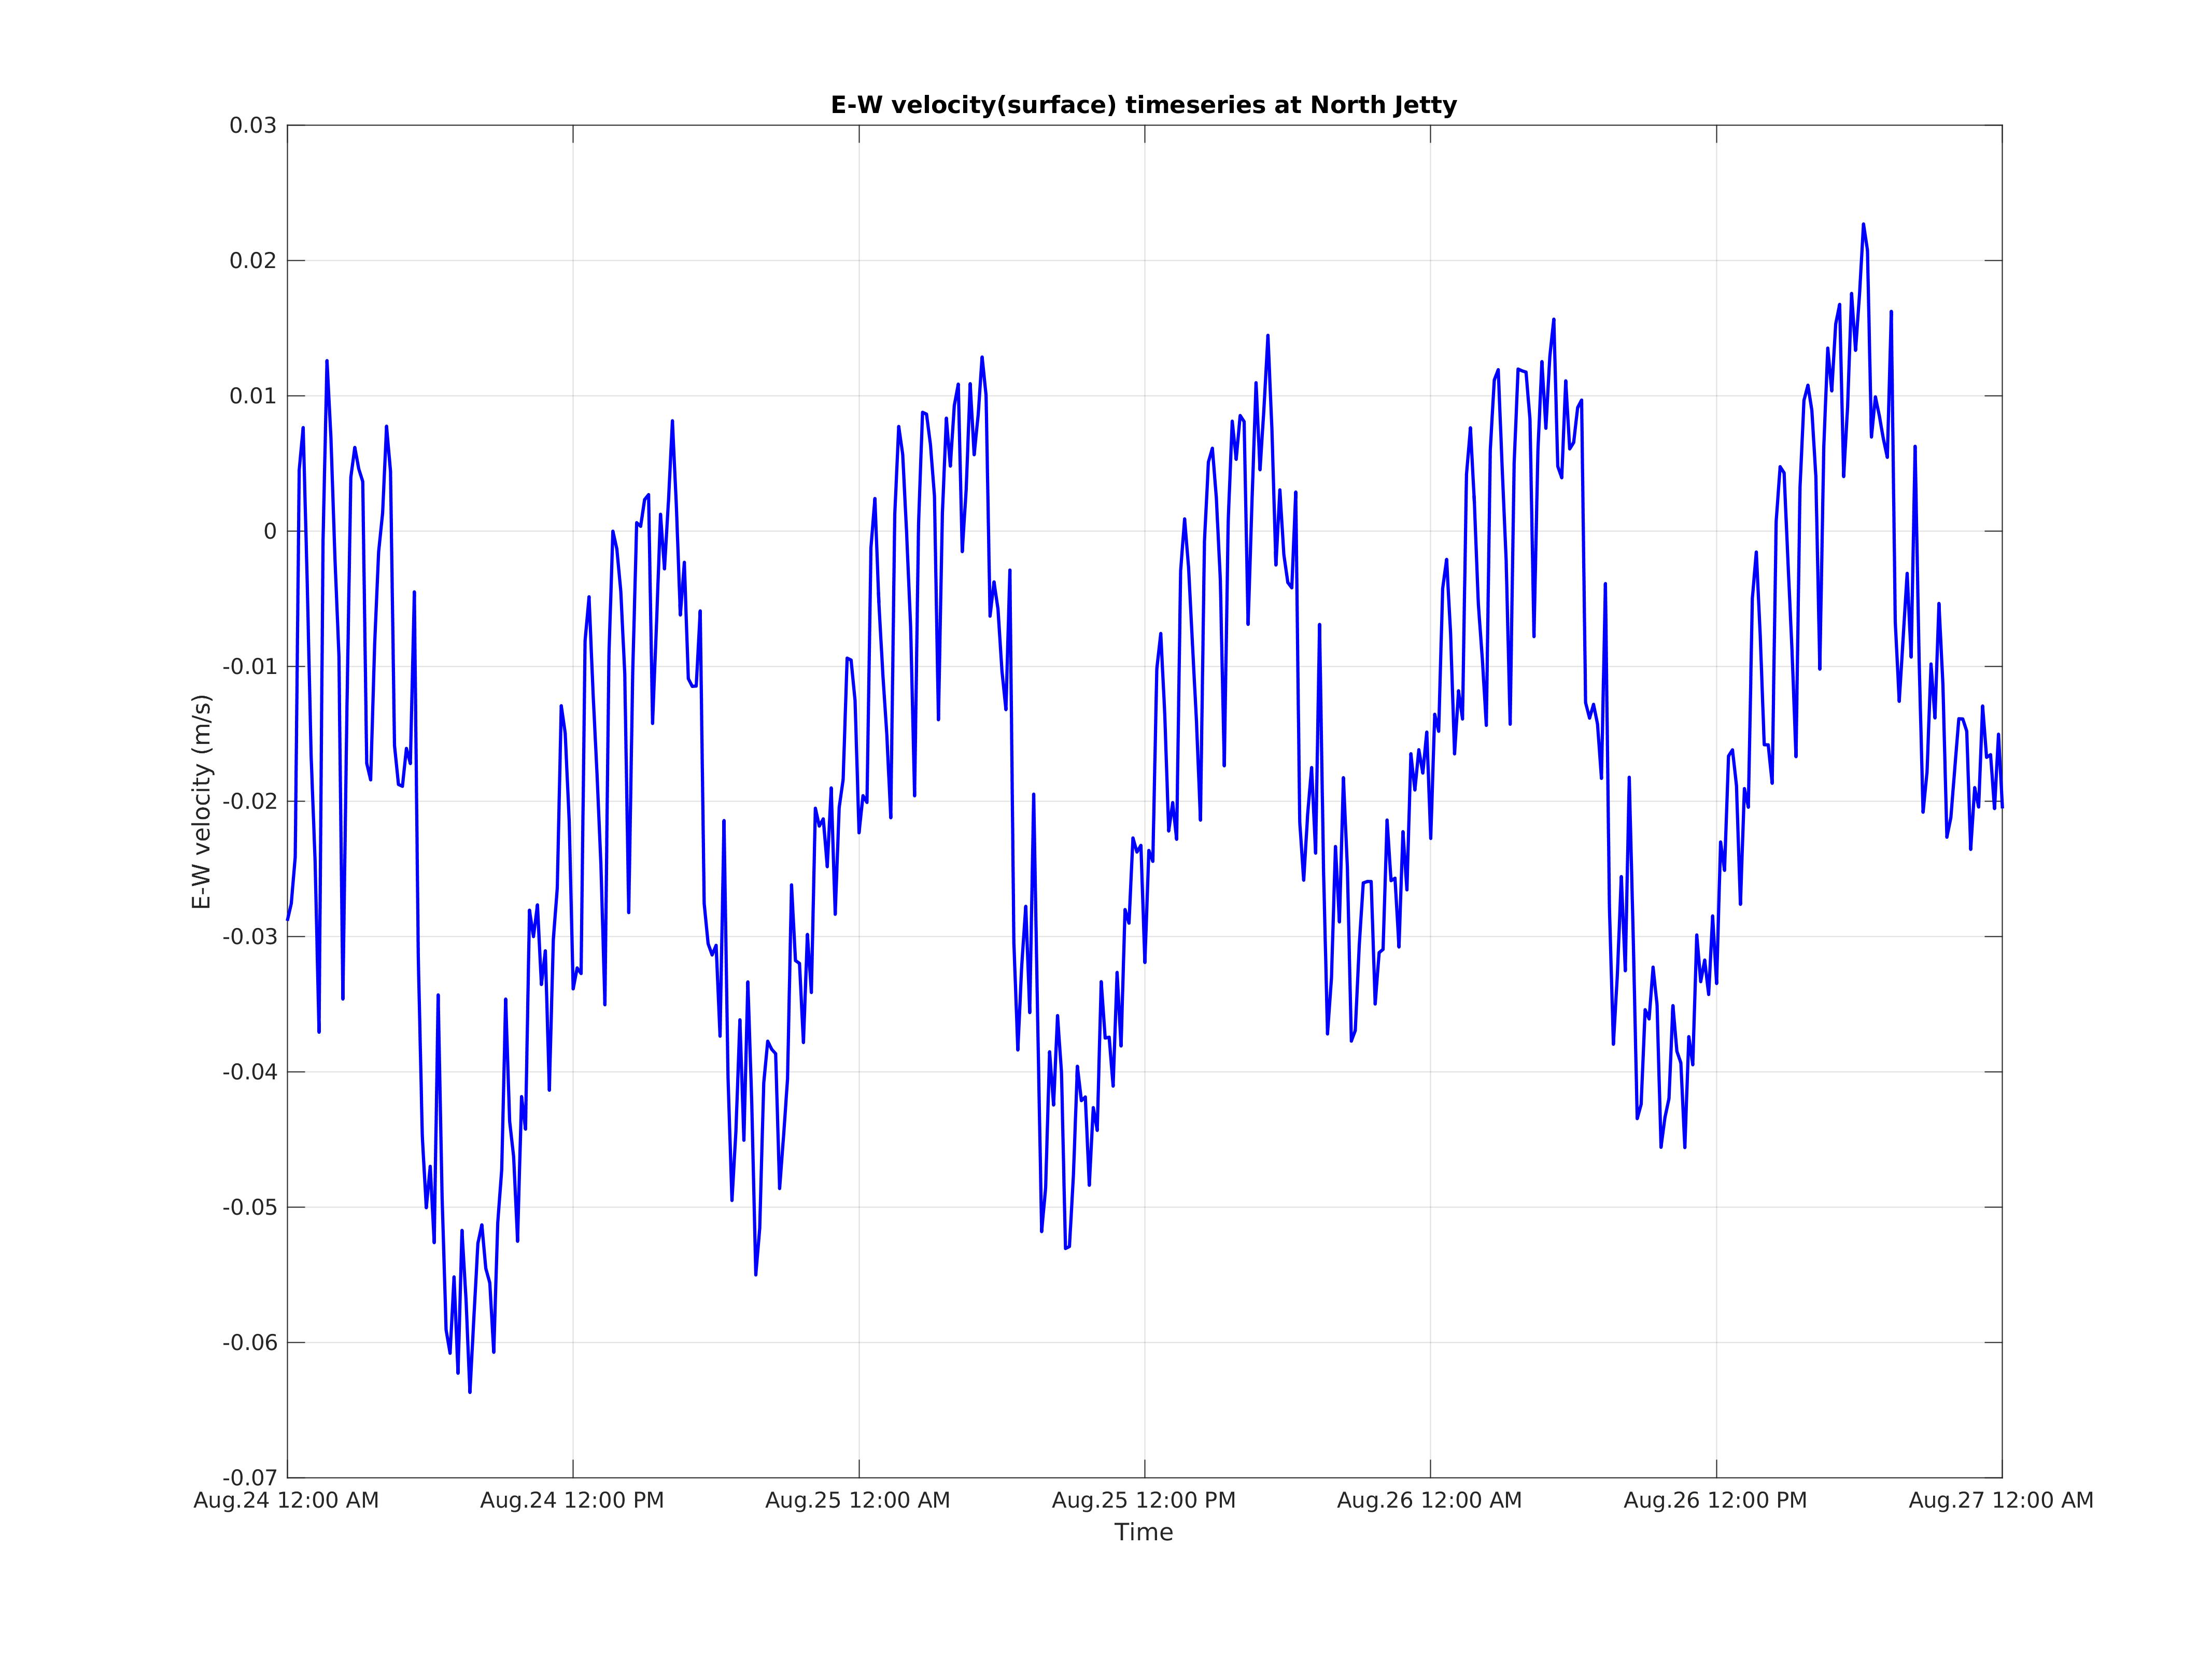 E-W velocity(surface) timeseries at North Jetty
0.03
0.02
0.01
0
-0.01
-0.02
-0.03
-0.04
-0.05
-0.06
-0.07
E-W velocity (m/s)
Aug.24 12:00 AM
Aug.24 12:00 PM
Aug.25 12:00 AM
Aug.25 12:00 PM
Aug.26 12:00 AM
Aug.26 12:00 PM
Aug.27 12:00 AM
Time